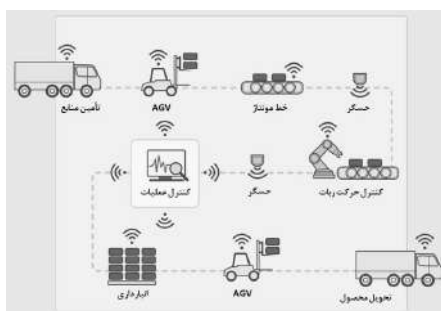 تأمین منابع
AGV
خط مونتاژ
حسگر
کنترل عملیات
حسگر
کنترل حرکت ربات
انبارداری
AGV
تحویل محصول